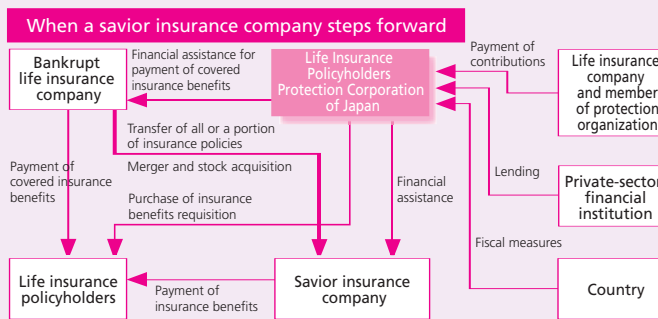 When a savior insurance company steps forward
Bankrupt
life insurance
company
Financial assistance for
payment of covered
insurance benefits
Life Insurance
Policyholders
Protection Corporation
of Japan
Payment of
contributions
Life insurance
company
and member
of protection
organization
Transfer of all or a portion
of insurance policies
Merger and stock acquisition
Payment of
covered insurance
benefits
Purchase of insurance
benefits requisition
Financial
assistance
Lending
Private-sector
financial
institution
Fiscal measures
Life insurance
policyholders
Payment of
insurance benefits
Savior insurance
company
Country